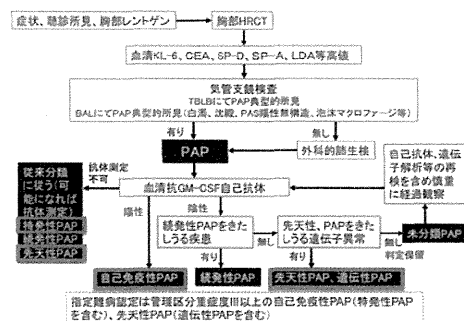 症状、聴診所見、胸部レントゲン
胸部HRCT
血清KL-6、CEA、SP-D、SP-A、LDA等高値
気管支鏡検査
TBLBにてPAP典型的所見
BALにてPAP典型的所見(白濁、沈殿、PAS陽性無構造、泡沫マクロファージ等)
有り
無し
PAP
外科的肺生検
自己抗体、遺伝
子解析等の再
検を含め慎重
に経過観察
従来分類
に従う(可
能になれば
抗体測定)
特発性PAP
続発性PAP
先天性PAP
抗体測定
不可
血清抗GM-CSF自己抗体
陰性
陰性
続発性PAPをきた
しうる疾患
無し
先天性、PAPをきた
しうる遺伝子異常
無し
判定保留
未分類PAP
有り
有り
自己免疫性PAP
続発性PAP
先天性PAP、遺伝性PAP
指定難病認定は管理区分重症度III以上の自己免疫性PAP(特発性PAP
を含む)、先天性PAP(遺伝性PAPを含む)